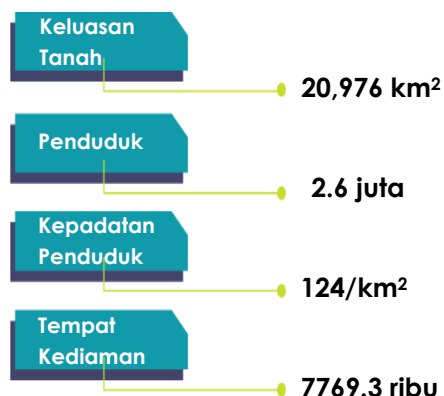 Keluasan
Tanah
20,976 km²
Penduduk
2.6 juta
Kepadatan
Penduduk
124/km²
Tempat
Kediaman
7769.3 ribu